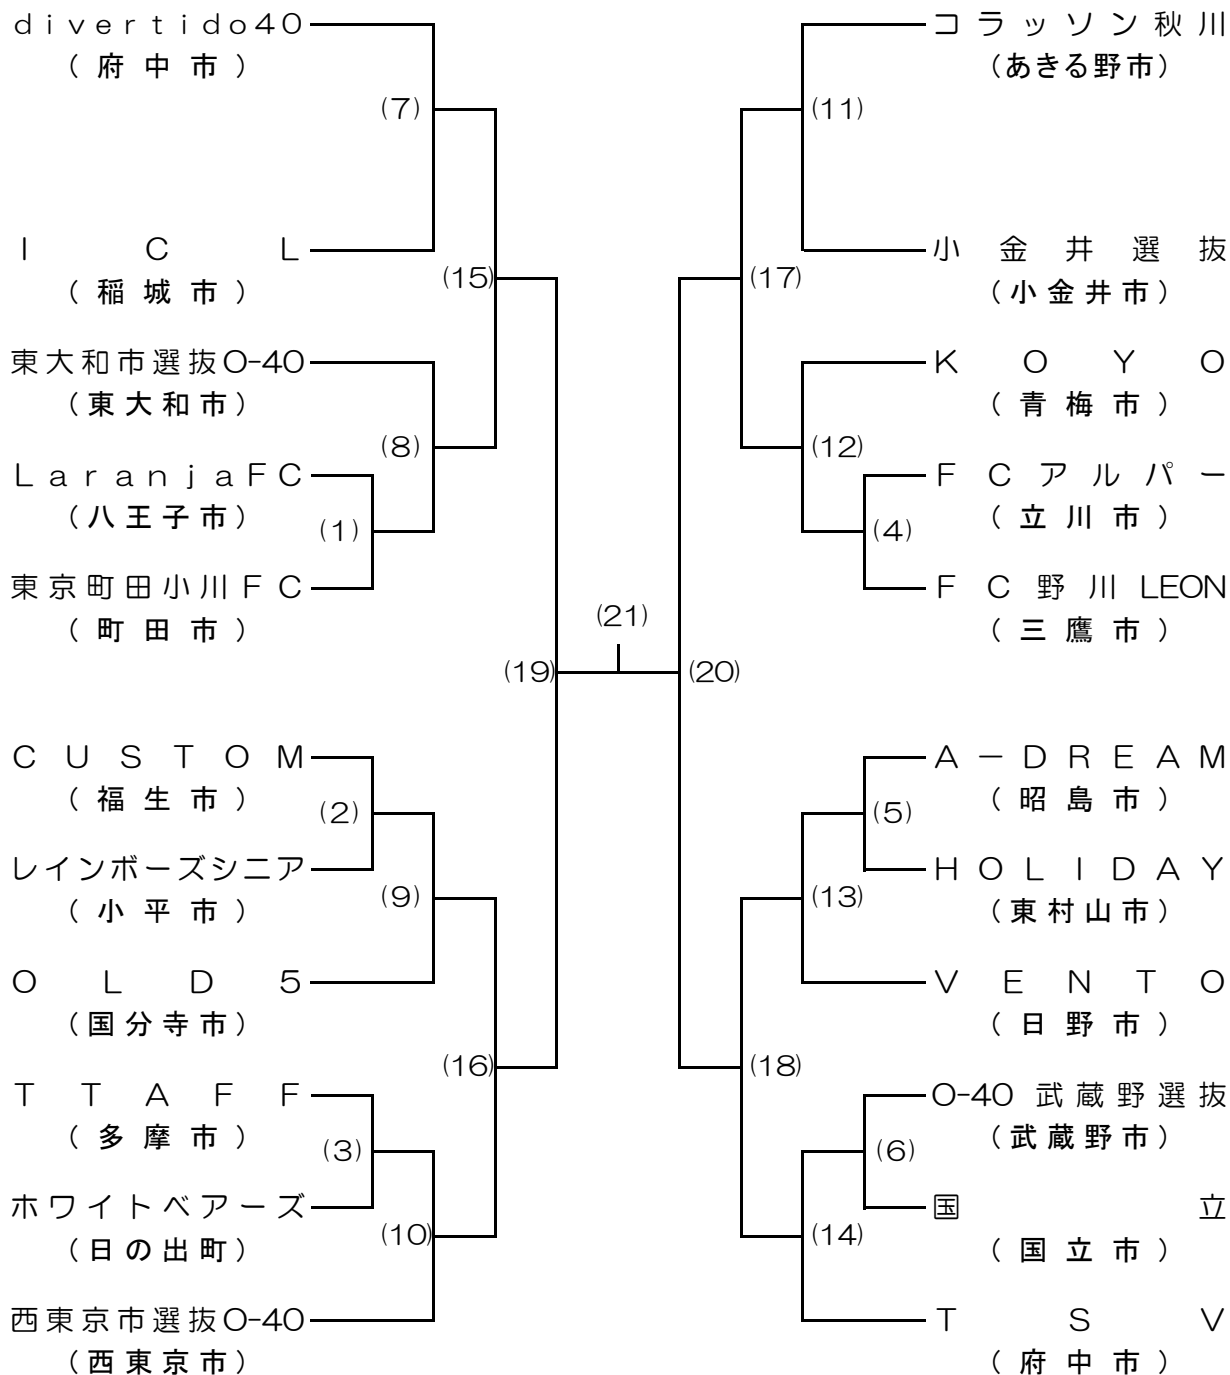 divertido40
（府中市）
(7)
ICL
（稲城市）
(15)
東大和市選抜O-40
（東大和市）
(8)
LaranjaFC
（八王子市）
(1)
東京町田小川FC
（町田市）
(19)
CUSTOM
（福生市）
(2)
レインボーズシニア
（小平市）
(9)
OLD5
（国分寺市）
(16)
TTAFF
（多摩市）
(3)
ホワイトベアーズ
（日の出町）
(10)
西東京市選抜O-40
（西東京市）
(21)
コラッソン秋川
（あきる野市）
(11)
小金井選抜
（小金井市）
(17)
KOYO
（青梅市）
(12)
FCアルパー
（立川市）
(4)
FC野川LEON
（三鷹市）
(20)
A－DREAM
（昭島市）
(5)
HOLIDAY
（東村山市）
(13)
VENTO
（日野市）
(18)
O-40 武蔵野選抜
（武蔵野市）
(6)
国立
（国立市）
(14)
TSV
（府中市）